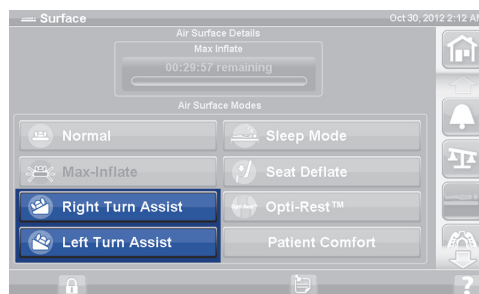 Surface
Oct 30, 2012 2:12 AM
Air Surface Details
Max Inflate
00:29:57 remaining
Air Surface Modes
Normal
Sleep Mode
Max-Inflate
Seat Deflate
Right Turn Assist
Opti-Rest™
Left Turn Assist
Patient Comfort
?